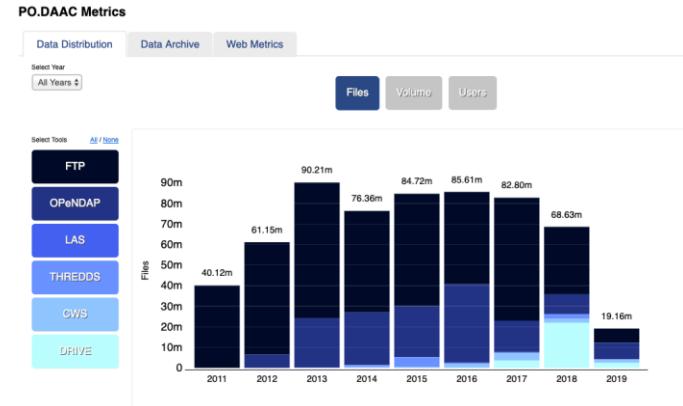 PO.DAAC Metrics
Data Distribution Data Archive Web Metrics
Select Year
All Years
Files Volume Users
Select Tools All / None
FTP
OPeNDAP
LAS
THREDDS
CWS
DRIVE
Files
90m
80m
70m
60m
50m
40m
30m
20m
10m
0
40.12m
61.15m
90.21m
76.36m
84.72m
85.61m
82.80m
68.63m
19.16m
2011 2012 2013 2014 2015 2016 2017 2018 2019